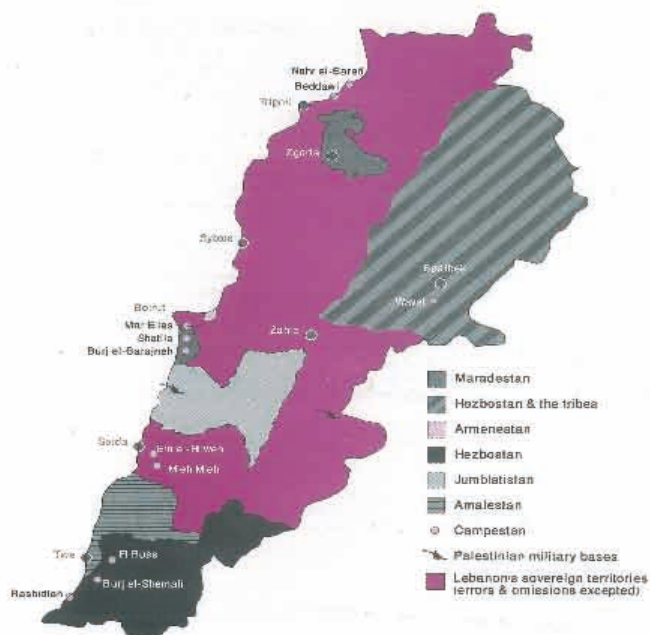 Nahr el-Bared
Beddawi
Tripoli
Zgorta
Byblos
Baalbek
Wavel
Beirut
Mar Elias
Shatila
Burj el-Barajneh
Zahle
Saida
Ein el-Hilweh
Mieh Mieh
Tyre
El Buss
Burj el-Shemali
Rashidieh
Maradestan
Hezbostan & the tribes
Armenestan
Hezbostan
Jumblatistan
Amalestan
Campestan
Palestinian military bases
Lebanon's sovereign territories
(errors & omissions excepted)